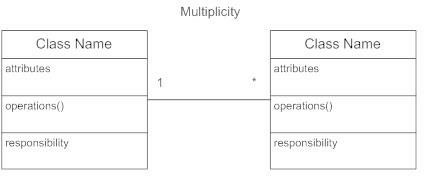 Multiplicity
Class Name
attributes
operations()
responsibility
1
*
Class Name
attributes
operations()
responsibility